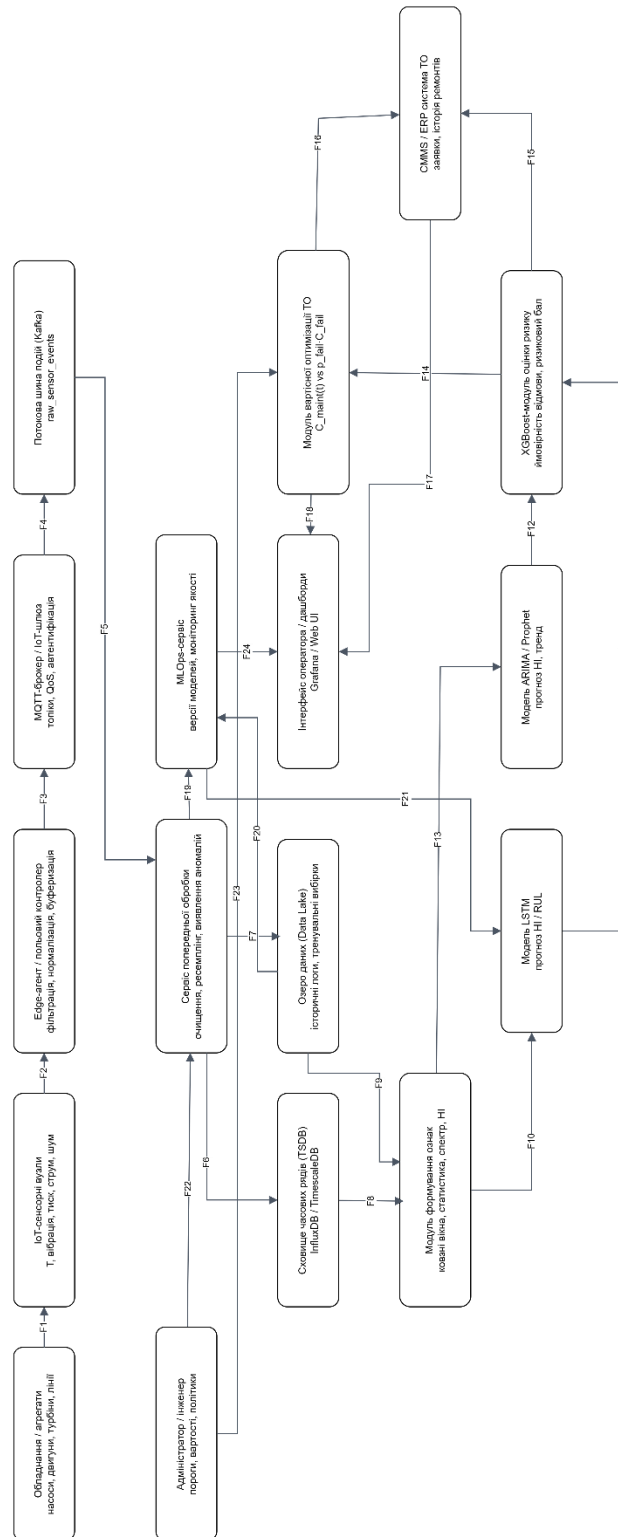 Обладнання / агрегати
насоси, двигуни, турбіни, лінії
F1
IoT-сенсорні вузли
T, вібрація, тиск, струм, шум
F2
Edge-агент / польовий контролер
фільтрація, нормалізація, буферизація
F3
MQTT-брокер / IoT-шлюз
топіки, QoS, автентифікація
F4
Потокова шина подій (Kafka)
raw_sensor_events
F5
Адміністратор / інженер
пороги, вартості, політики
F22
Сервіс попередньої обробки
очищення, ресемплінг, виявлення аномалій
F19
MLOps-сервіс
версії моделей, моніторинг якості
F23
F6
F7
F20
F24
F21
Сховище часових рядів (TSDB)
InfluxDB / TimescaleDB
Озеро даних (Data Lake)
історичні логи, тренувальні вибірки
Інтерфейс оператора / дашборди
Grafana / Web UI
F18
Модуль вартісної оптимізації ТО
C_maint(t) vs p_fail·C_fail
F16
F8
F9
F17
F14
Модуль формування ознак
ковзні вікна, статистика, спектр, HI
F13
CMMS / ERP система ТО
заявки, історія ремонтів
F10
F15
Модель LSTM
прогноз HI / RUL
Модель ARIMA / Prophet
прогноз HI, тренд
F12
XGBoost-модуль оцінки ризику
ймовірність відмови, ризиковий бал